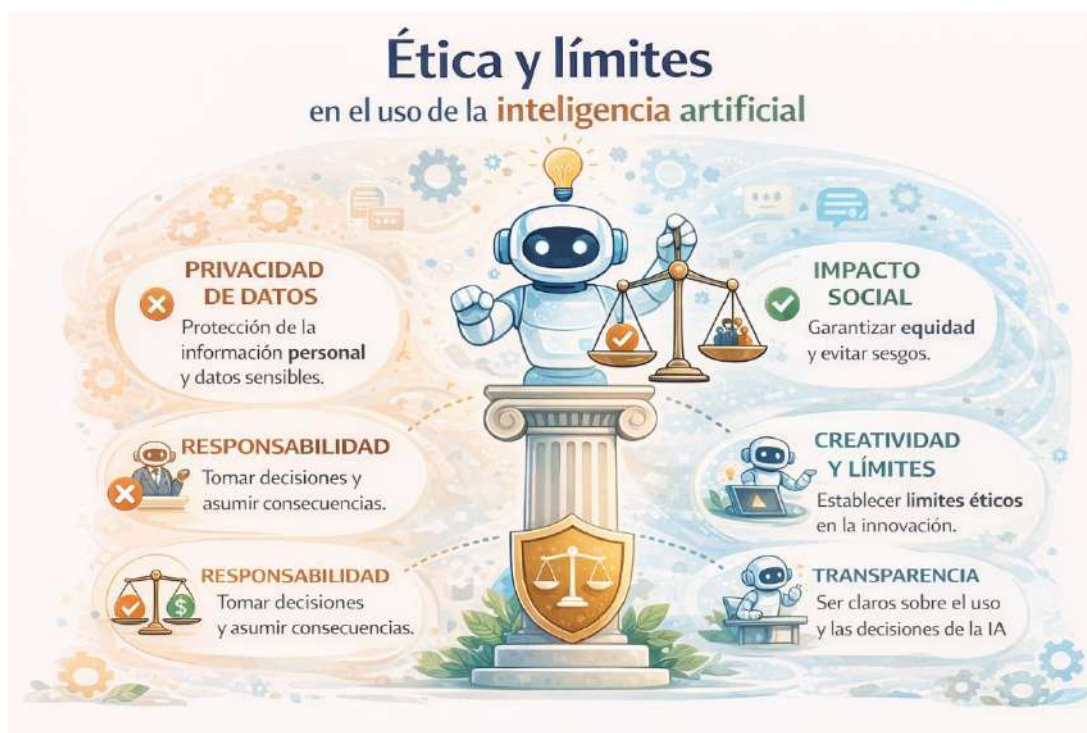 Ética y límites
en el uso de la inteligencia artificial
PRIVACIDAD
DE DATOS
Protección de la
información personal
y datos sensibles.
RESPONSABILIDAD
Tomar decisiones y
asumir consecuencias.
RESPONSABILIDAD
Tomar decisiones
y asumir consecuencias.
IMPACTO
SOCIAL
Garantizar equidad
y evitar sesgos.
CREATIVIDAD
Y LÍMITES
Establecer límites éticos
en la innovación.
TRANSPARENCIA
Ser claros sobre el uso
y las decisiones de la IA
$